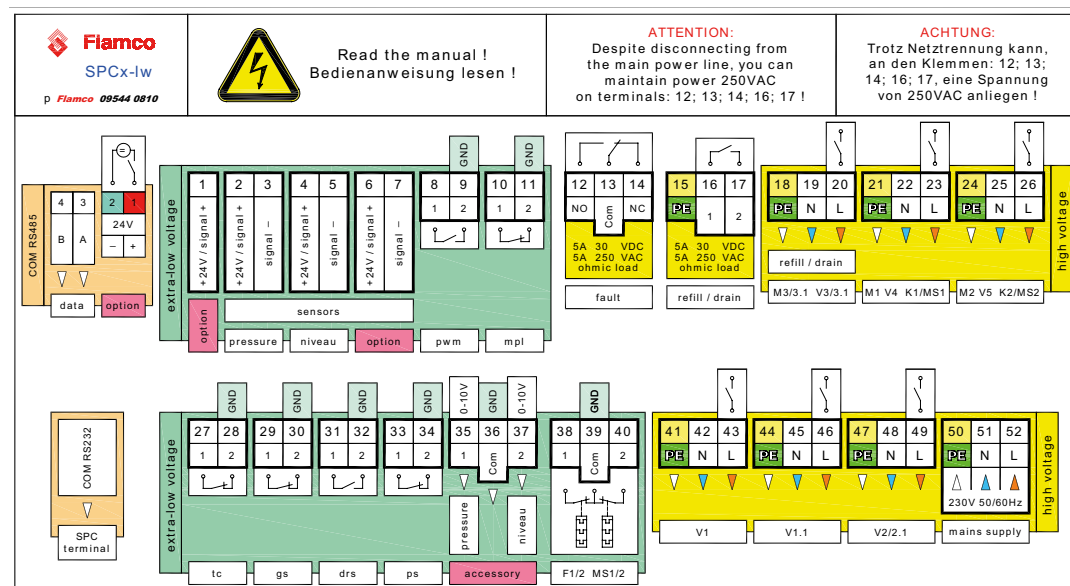 Flamco
SPCx-lw
p Flamco 09544 0810
Read the manual !
Bedienanweisung lesen !
ATTENTION:
Despite disconnecting from
the main power line, you can
maintain power 250VAC
on terminals: 12; 13; 14; 16; 17 !
ACHTUNG:
Trotz Netztrennung kann,
an den Klemmen: 12; 13;
14; 16; 17, eine Spannung
von 250VAC anliegen !
COM RS485
4 3
B A
data
=
2 1
24V
– +
option
extra-low voltage
1 2 3 4 5 6 7
+ 24V / signal +
+ 24V / signal +
signal –
+ 24V / signal +
signal –
+ 24V / signal +
signal –
option
sensors
pressure niveau option
GND
8 9
1 2
pwm
GND
10 11
1 2
mpl
12 13 14
NO Com NC
5A 30 VDC
5A 250 VAC
ohmic load
fault
15 16 17
PE 1 2
5A 30 VDC
5A 250 VAC
ohmic load
refill / drain
18 19 20
PE N L
refill / drain
M3/3.1 V3/3.1
21 22 23
PE N L
M1 V4 K1/MS1
24 25 26
PE N L
M2 V5 K2/MS2
high voltage
COM RS232
SPC
terminal
extra-low voltage
GND
27 28
1 2
tc
GND
29 30
1 2
gs
GND
31 32
1 2
drs
GND
33 34
1 2
ps
0-10V GND 0-10V
35 36 37
1 Com 2
pressure
niveau
accessory
GND
38 39 40
1 Com 2
F1/2 MS1/2
41 42 43
PE N L
V1
44 45 46
PE N L
V1.1
47 48 49
PE N L
V2/2.1
50 51 52
PE N L
230V 50/60Hz
mains supply
high voltage